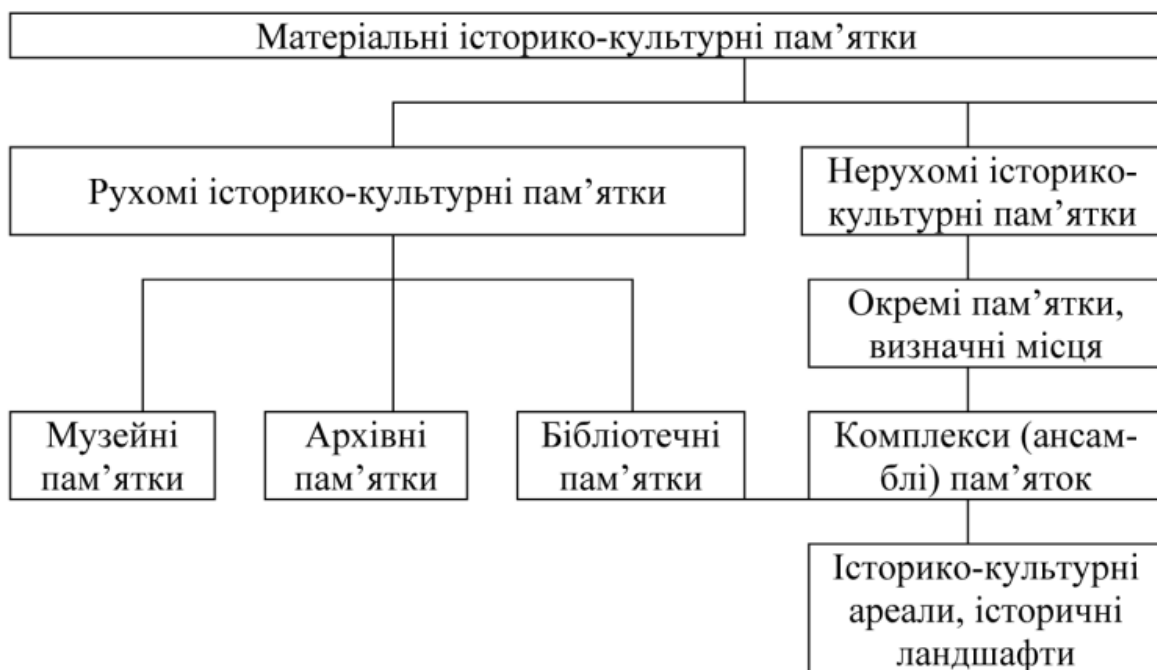 Матеріальні історико-культурні пам’ятки
Рухомі історико-культурні пам’ятки
Нерухомі історико-
культурні пам’ятки
Окремі пам’ятки,
визначні місця
Музейні
пам’ятки
Архівні
пам’ятки
Бібліотечні
пам’ятки
Комплекси (ансам-
блі) пам’яток
Історико-культурні
ареали, історичні
ландшафти